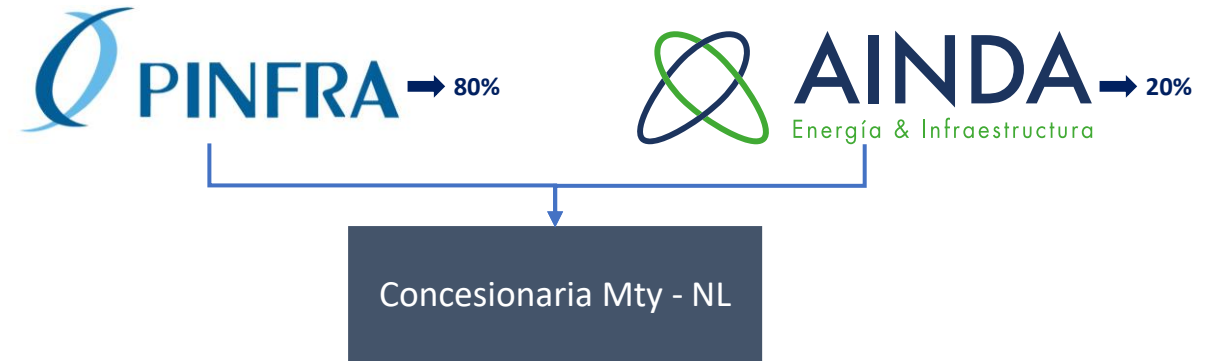 PINFRA 80%
AINDA 20%
Energía & Infraestructura
Concesionaria Mty - NL